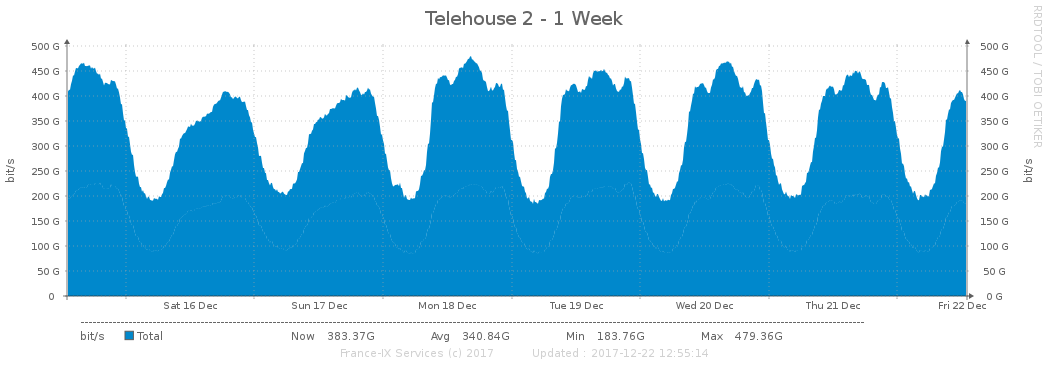 Telehouse 2 - 1 Week
RRDTOOL / TOBI OETIKER
500 G 500 G
450 G 450 G
400 G 400 G
350 G 350 G
300 G 300 G
250 G 250 G
200 G 200 G
150 G 150 G
100 G 100 G
50 G 50 G
0 0 G
bit/s bit/s
Sat 16 Dec Sun 17 Dec Mon 18 Dec Tue 19 Dec Wed 20 Dec Thu 21 Dec Fri 22 Dec
bit/s Total Now 383.37G Avg 340.84G Min 183.76G Max 479.36G
France-IX Services (c) 2017 Updated : 2017-12-22 12:55:14